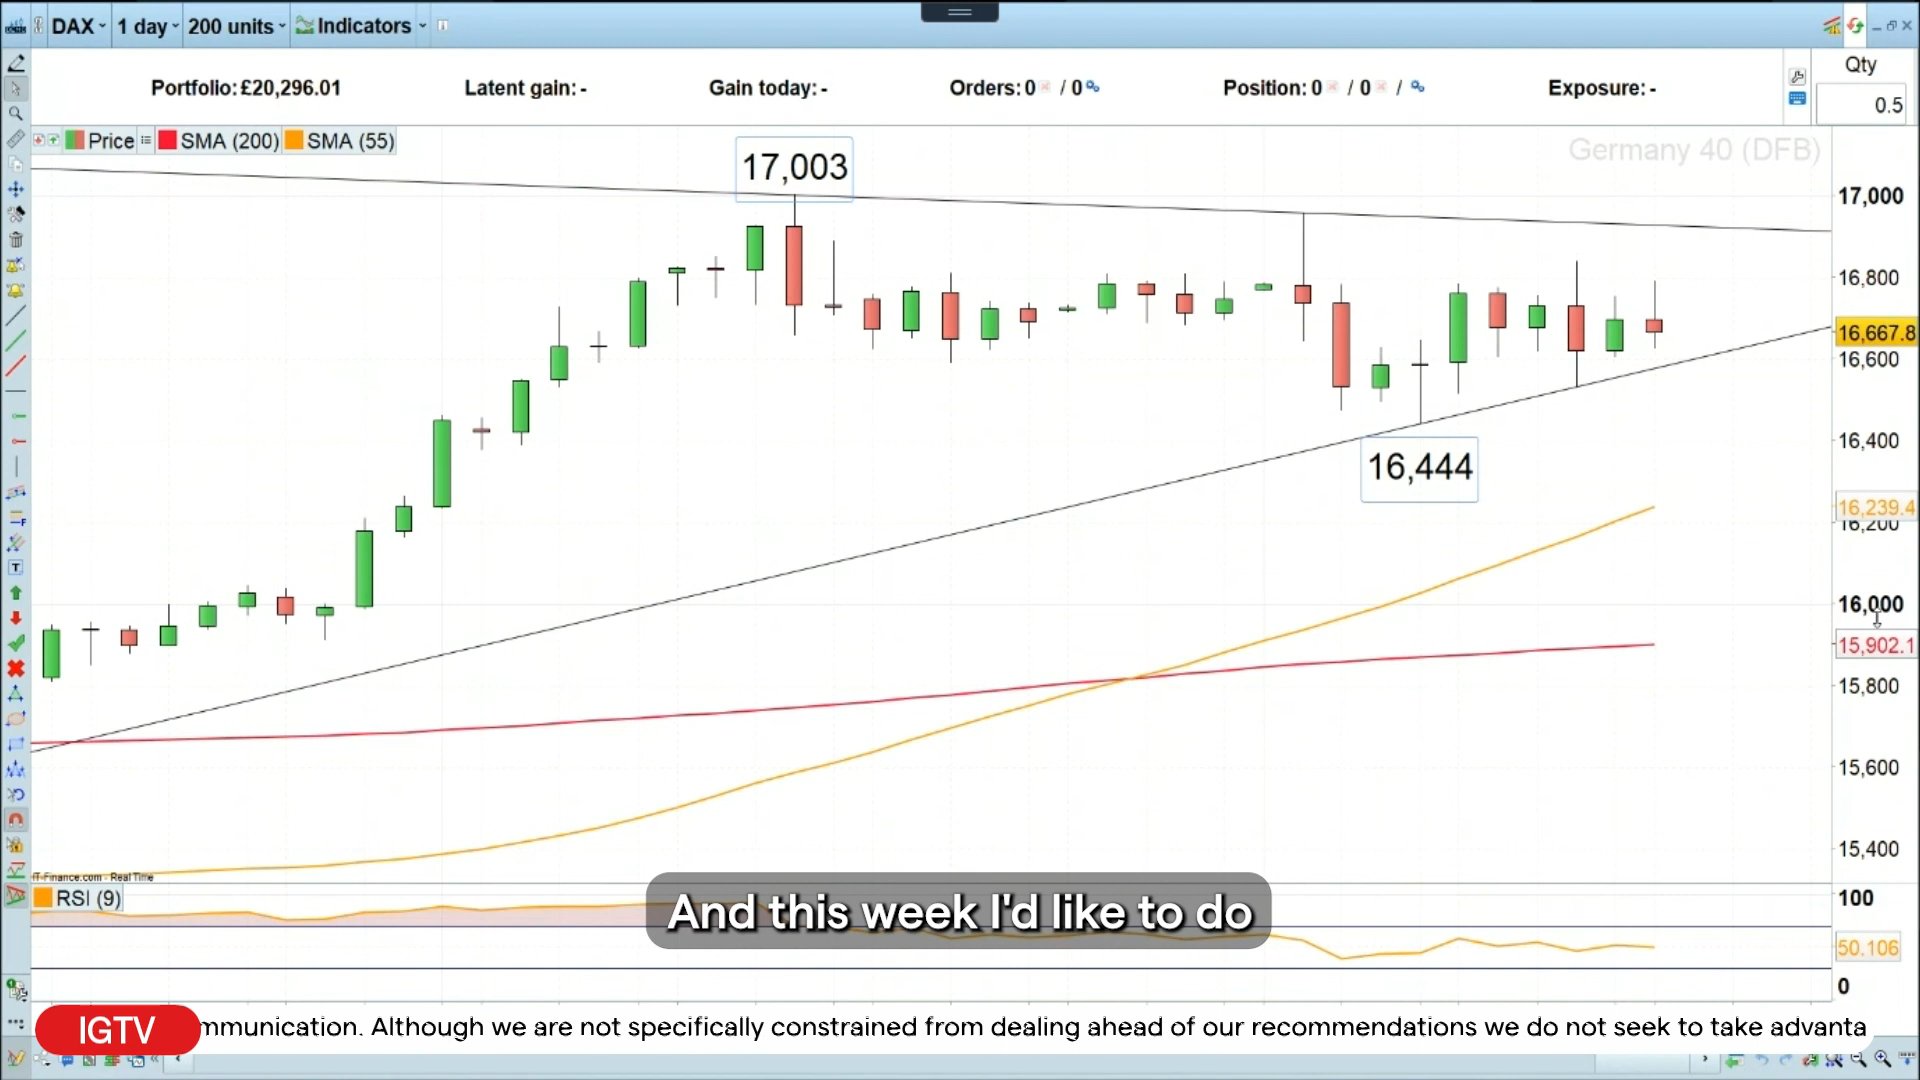 DAX 1 day 200 units Indicators
Portfolio: £20,296.01 Latent gain: - Gain today: - Orders: 0 / 0 Position: 0 / 0 / Exposure: -
Qty
0.5
Price SMA (200) SMA (55)
Germany 40 (DFB)
17,003
17,000
16,800
16,667.8
16,600
16,400
16,444
16,239.4
16,200
16,000
15,902.1
15,800
15,600
15,400
IT-Finance.com - Real Time
RSI (9)
100
50.106
0
And this week I'd like to do
IGTV mmunication. Although we are not specifically constrained from dealing ahead of our recommendations we do not seek to take advanta